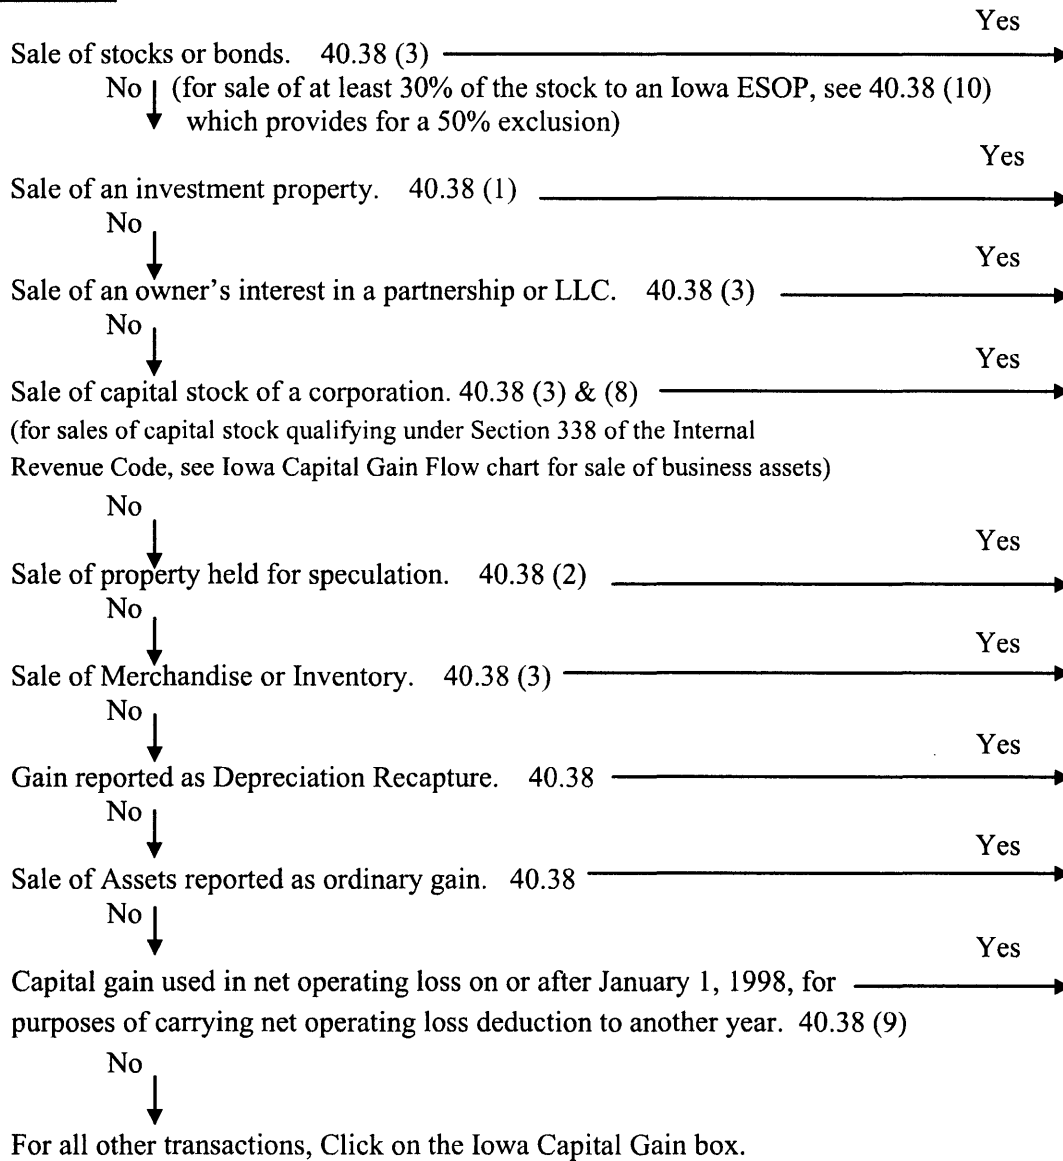 Yes
Sale of stocks or bonds. 40.38 (3)
No (for sale of at least 30% of the stock to an Iowa ESOP, see 40.38 (10)
which provides for a 50% exclusion)
Yes
Sale of an investment property. 40.38 (1)
No
Yes
Sale of an owner's interest in a partnership or LLC. 40.38 (3)
No
Yes
Sale of capital stock of a corporation. 40.38 (3) & (8)
(for sales of capital stock qualifying under Section 338 of the Internal
Revenue Code, see Iowa Capital Gain Flow chart for sale of business assets)
No
Yes
Sale of property held for speculation. 40.38 (2)
No
Yes
Sale of Merchandise or Inventory. 40.38 (3)
No
Yes
Gain reported as Depreciation Recapture. 40.38
No
Yes
Sale of Assets reported as ordinary gain. 40.38
No
Yes
Capital gain used in net operating loss on or after January 1, 1998, for
purposes of carrying net operating loss deduction to another year. 40.38 (9)
No
For all other transactions, Click on the Iowa Capital Gain box.